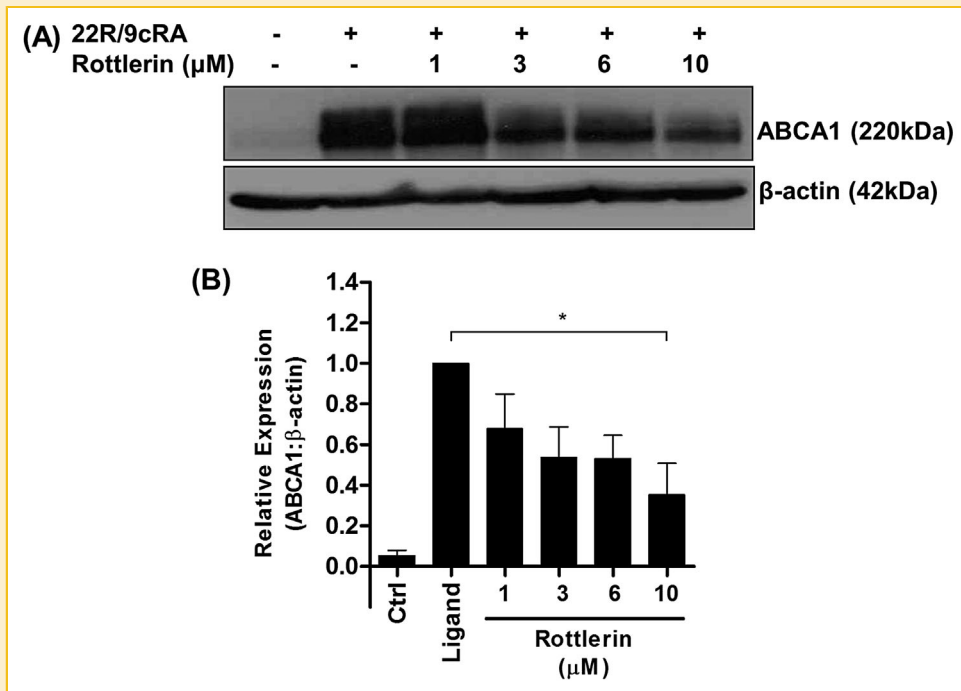 (A) 22R/9cRA - + + + + +
Rottlerin (μM) - - 1 3 6 10
ABCA1 (220kDa)
β-actin (42kDa)
(B)
Relative Expression
(ABCA1:β-actin)
1.4
1.2
1.0
0.8
0.6
0.4
0.2
0.0
*
Ctrl
Ligand
1 3 6 10
Rottlerin
(μM)